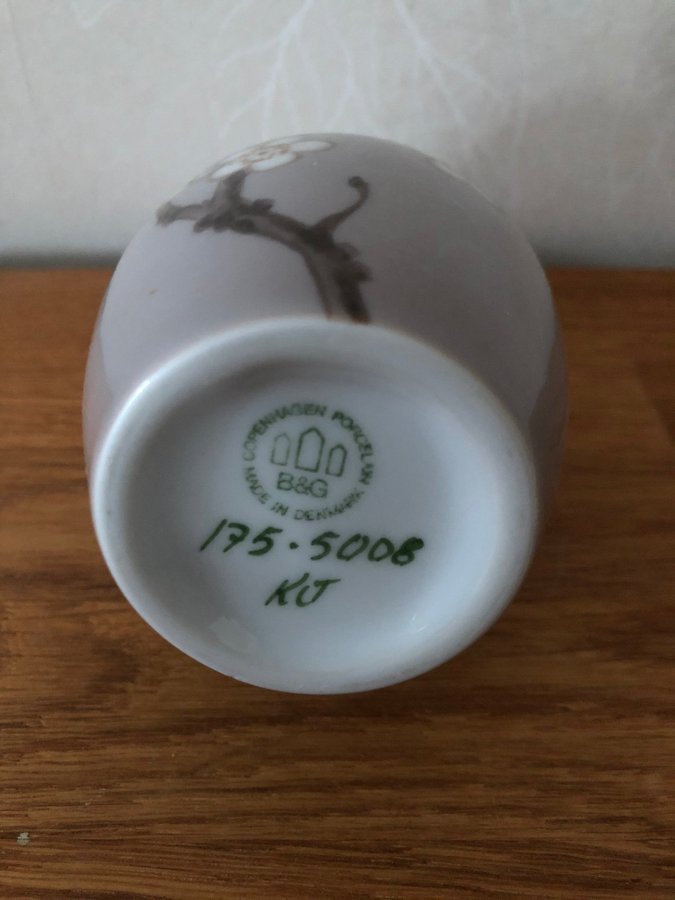 COPENHAGEN PORCELAIN
B&G
MADE IN DENMARK
175·5008
KJ